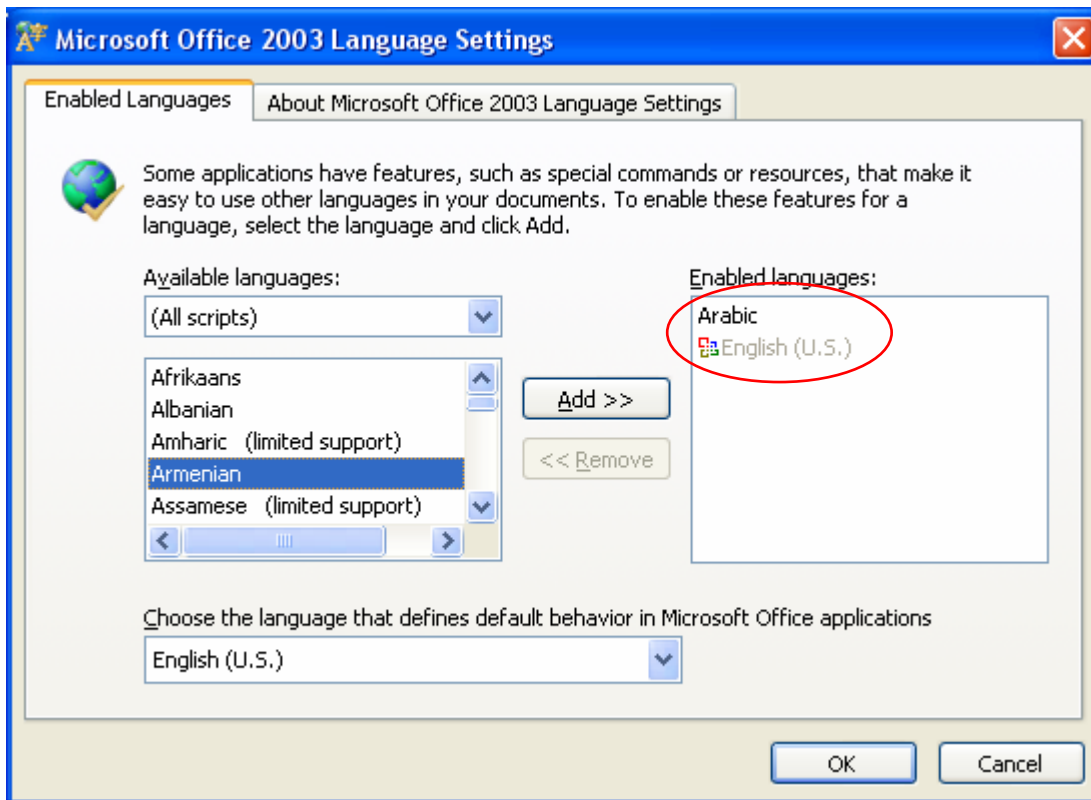 Microsoft Office 2003 Language Settings
Enabled Languages
About Microsoft Office 2003 Language Settings
Some applications have features, such as special commands or resources, that make it
easy to use other languages in your documents. To enable these features for a
language, select the language and click Add.
Available languages:
(All scripts)
Afrikaans
Albanian
Amharic (limited support)
Armenian
Assamese (limited support)
Add >>
<< Remove
Enabled languages:
Arabic
English (U.S.)
Choose the language that defines default behavior in Microsoft Office applications
English (U.S.)
OK
Cancel